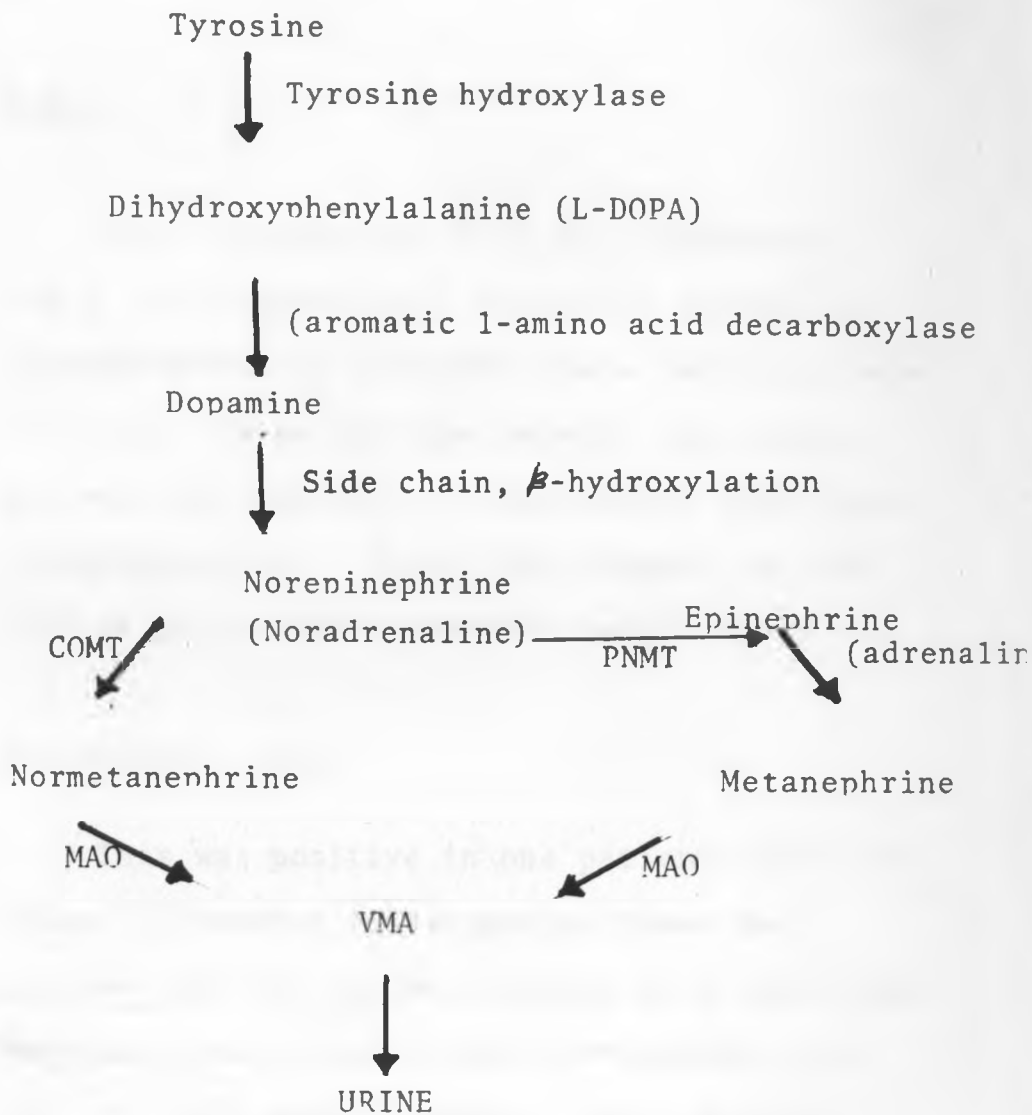 Tyrosine
Tyrosine hydroxylase
Dihydroxyphenylalanine (L-DOPA)
(aromatic l-amino acid decarboxylase
Dopamine
Side chain, β-hydroxylation
Norepinephrine
(Noradrenaline)
Epinephrine
(adrenalin
COMT
PNMT
Normetanephrine
Metanephrine
MAO
MAO
VMA
URINE